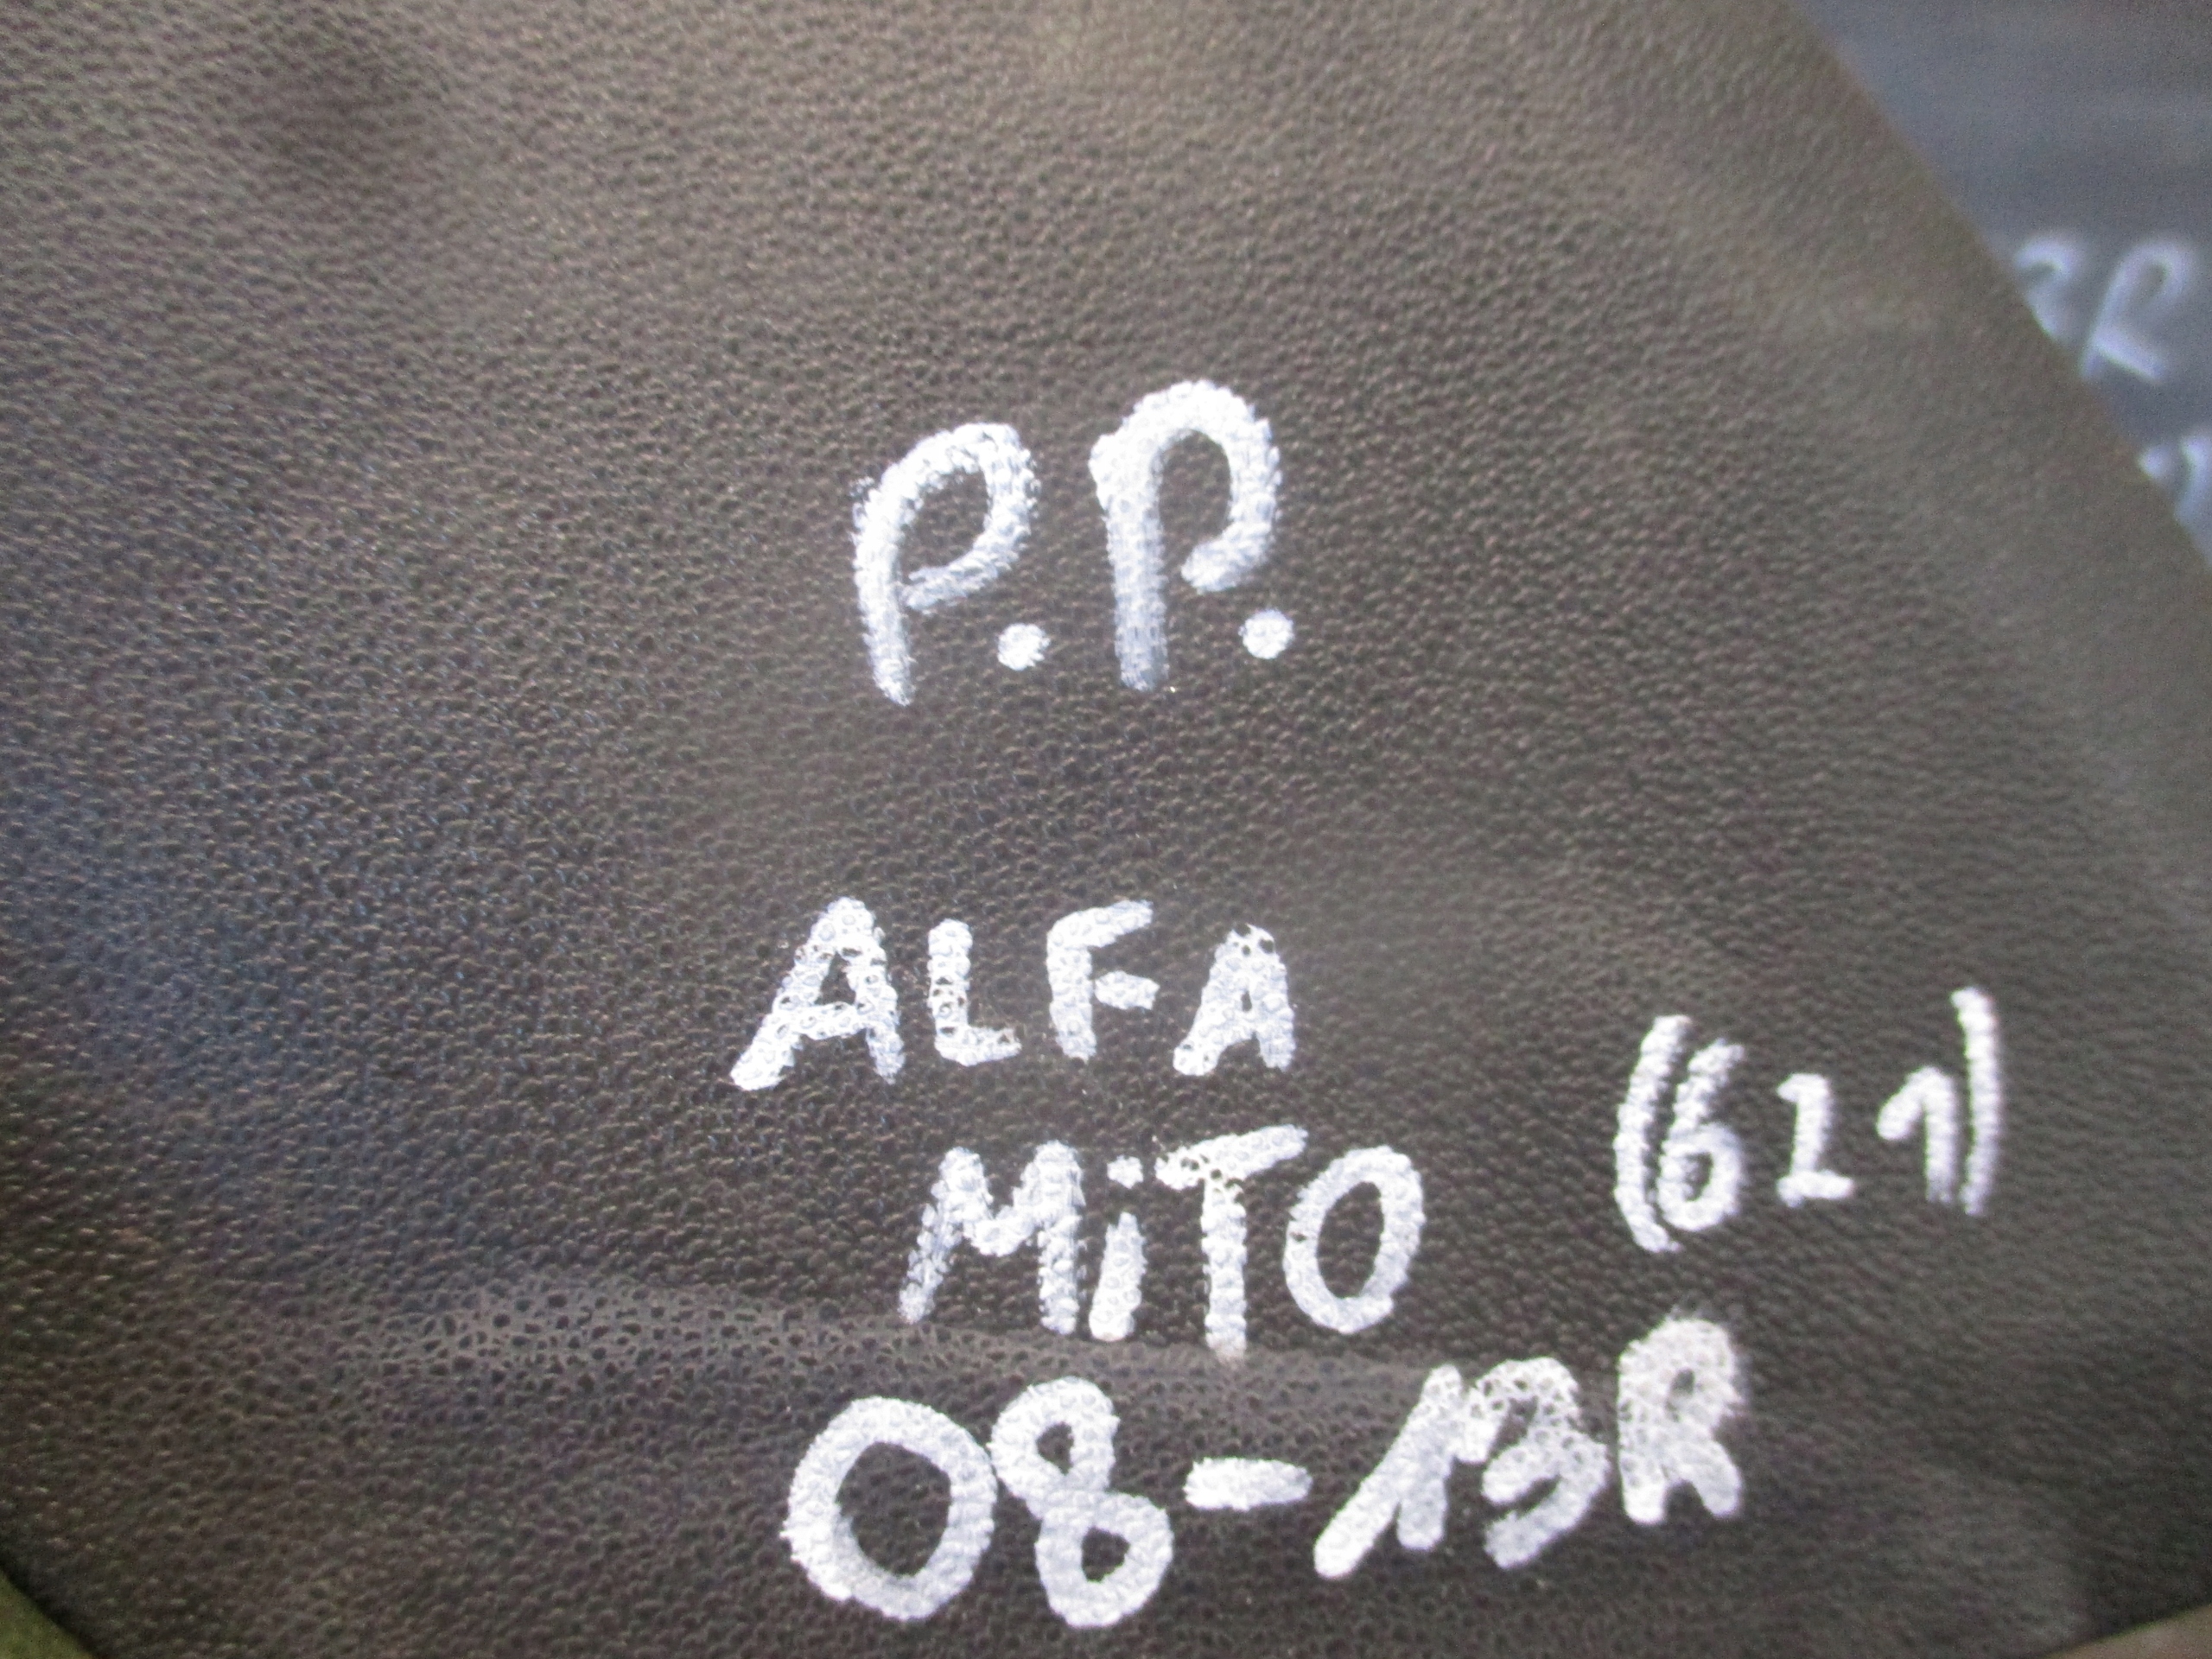 P.P.
ALFA
MiTO (621)
08-13R